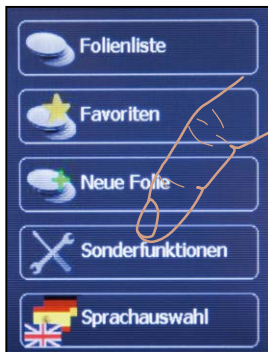 Folienliste
Favoriten
Neue Folie
Sonderfunktionen
Sprachauswahl